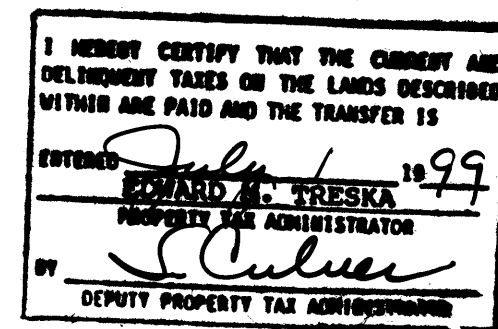 I HEREBY CERTIFY THAT THE CURRENT AND
DELINQUENT TAXES ON THE LANDS DESCRIBED
WITHIN ARE PAID AND THE TRANSFER IS
ENTERED July 1 1999
EDWARD M. TRESKA
PROPERTY TAX ADMINISTRATOR
BY S. Culver
DEPUTY PROPERTY TAX ADMINISTRATOR